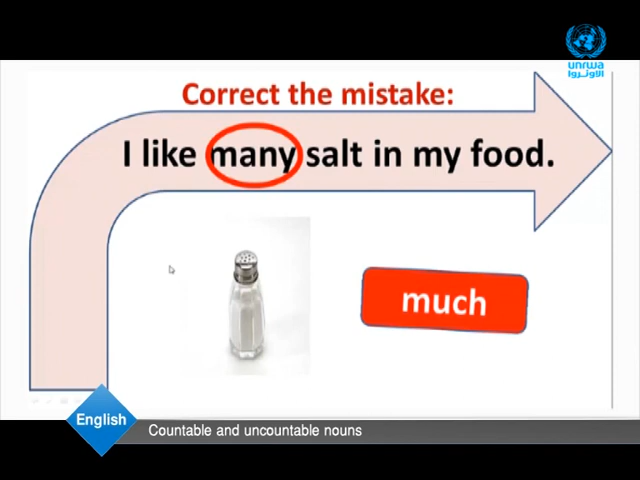 unrwa
الأونروا
Correct the mistake:
I like many salt in my food.
much
English
Countable and uncountable nouns